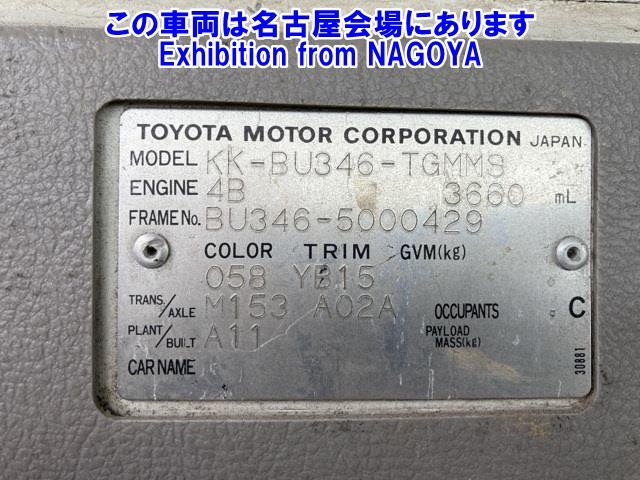 この車両は名古屋会場にあります
Exhibition from NAGOYA
TOYOTA MOTOR CORPORATION JAPAN
MODEL KK-BU346-TGMMS
ENGINE 4B 3660 mL
FRAME No. BU346-5000429
COLOR TRIM GVM(kg)
058 YB15
TRANS./AXLE M153 A02A OCCUPANTS C
PLANT/BUILT A11 PAYLOAD MASS(kg)
CAR NAME
30881